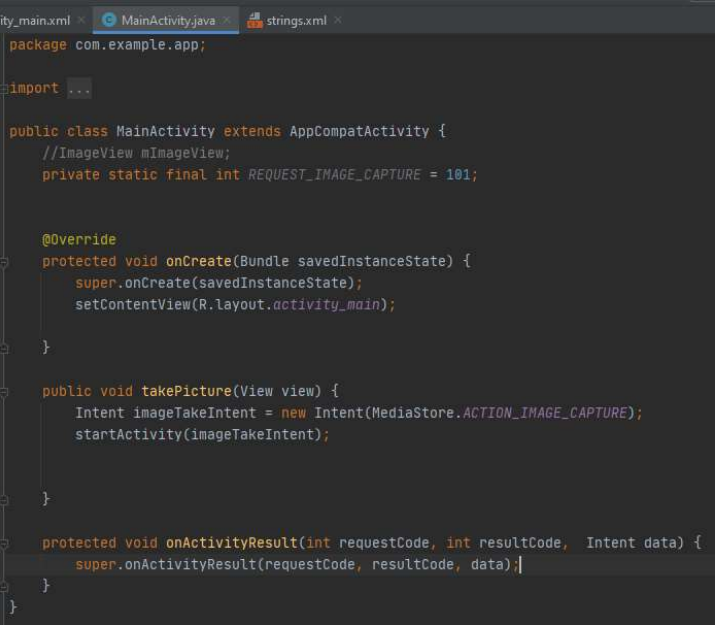 ty_main.xml MainActivity.java strings.xml
package com.example.app;
import ...
public class MainActivity extends AppCompatActivity {
//ImageView mImageView;
private static final int REQUEST_IMAGE_CAPTURE = 101;
@Override
protected void onCreate(Bundle savedInstanceState) {
super.onCreate(savedInstanceState);
setContentView(R.layout.activity_main);
}
public void takePicture(View view) {
Intent imageTakeIntent = new Intent(MediaStore.ACTION_IMAGE_CAPTURE);
startActivity(imageTakeIntent);
}
protected void onActivityResult(int requestCode, int resultCode, Intent data) {
super.onActivityResult(requestCode, resultCode, data);
}
}